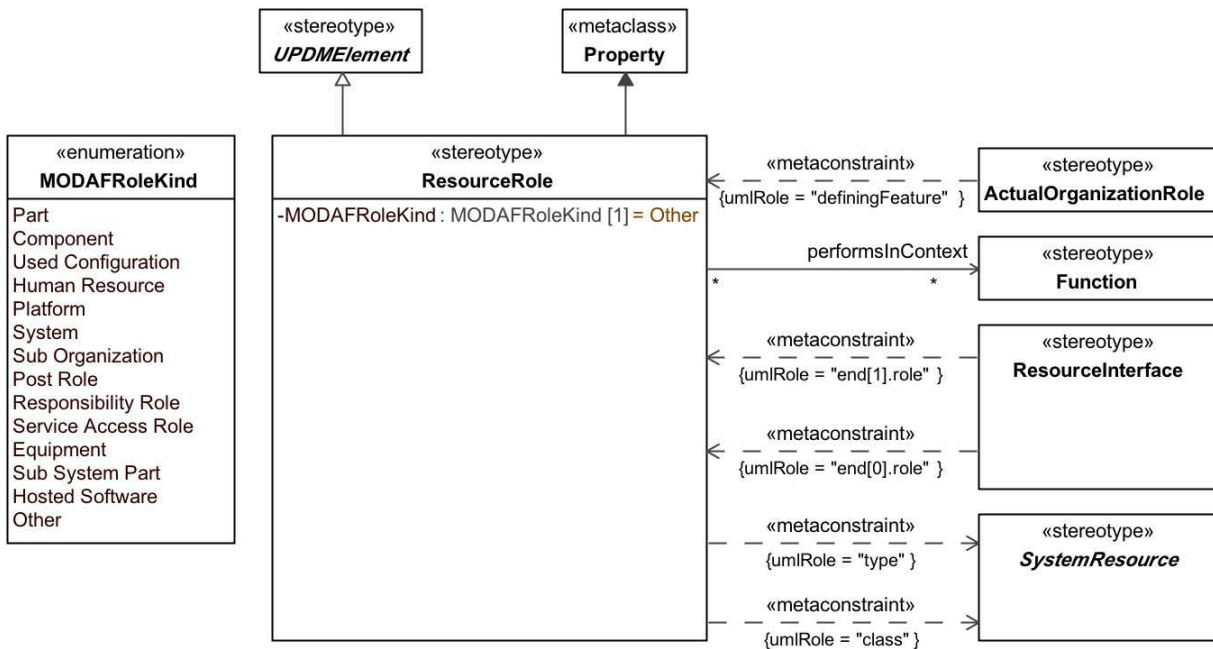 «stereotype»
UPDMElement
«metaclass»
Property
«enumeration»
MODAFRoleKind
Part
Component
Used Configuration
Human Resource
Platform
System
Sub Organization
Post Role
Responsibility Role
Service Access Role
Equipment
Sub System Part
Hosted Software
Other
«stereotype»
ResourceRole
-MODAFRoleKind : MODAFRoleKind [1] = Other
«metaconstraint»
{umlRole = "definingFeature" }
«stereotype»
ActualOrganizationRole
performsInContext
* *
«stereotype»
Function
«metaconstraint»
{umlRole = "end[1].role" }
«metaconstraint»
{umlRole = "end[0].role" }
«stereotype»
ResourceInterface
«metaconstraint»
{umlRole = "type" }
«metaconstraint»
{umlRole = "class" }
«stereotype»
SystemResource